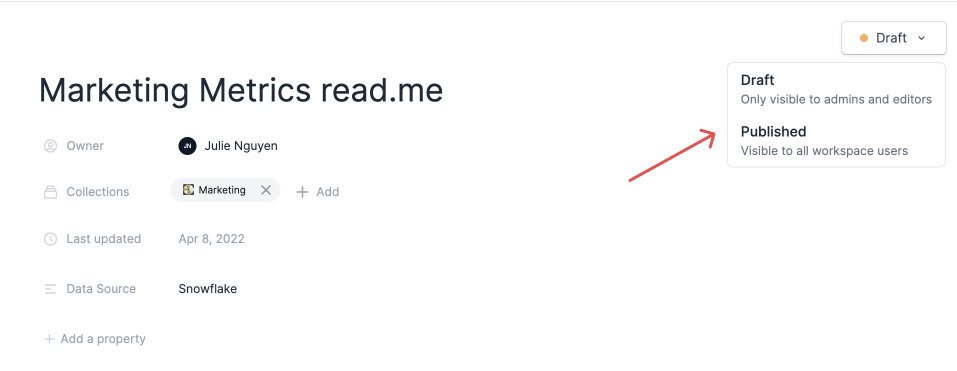 Draft
Draft
Only visible to admins and editors
Published
Visible to all workspace users
Marketing Metrics read.me
Owner JN Julie Nguyen
Collections Marketing Add
Last updated Apr 8, 2022
Data Source Snowflake
Add a property